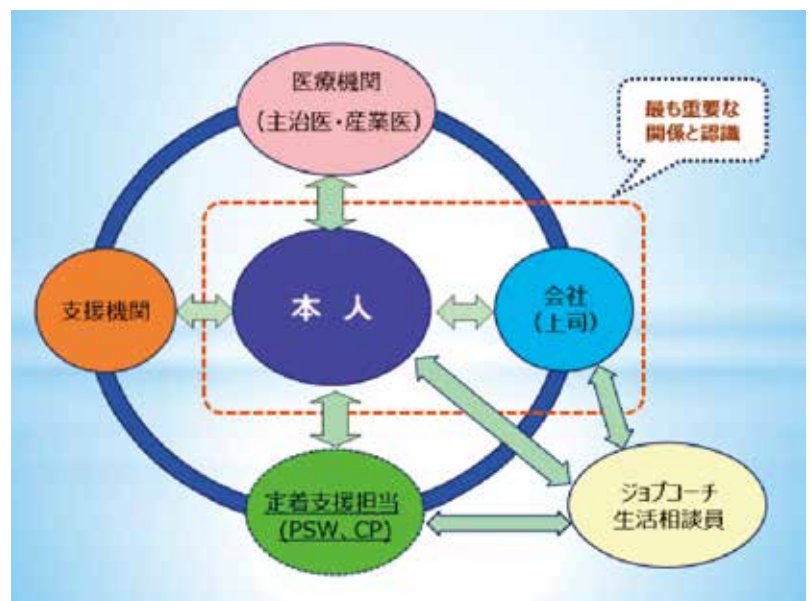 医療機関
(主治医・産業医)
最も重要な
関係と認識
支援機関
本 人
会社
(上司)
定着支援担当
(PSW、CP)
ジョブコーチ
生活相談員